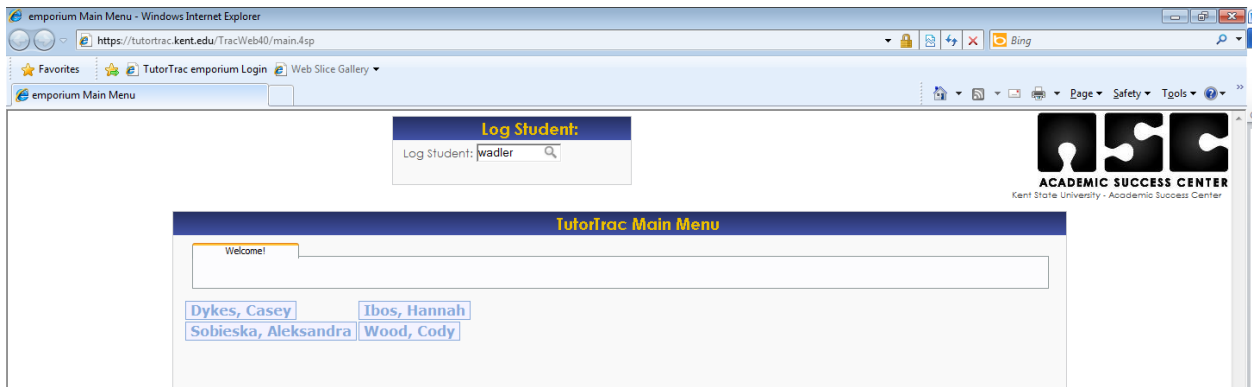 emporium Main Menu - Windows Internet Explorer
https://tutortrac.kent.edu/TracWeb40/main.4sp
Bing
Favorites TutorTrac emporium Login Web Slice Gallery
emporium Main Menu
Page Safety Tools
Log Student:
Log Student: wadler
ASC
ACADEMIC SUCCESS CENTER
Kent State University - Academic Success Center
TutorTrac Main Menu
Welcome!
Dykes, Casey Ibos, Hannah
Sobieska, Aleksandra Wood, Cody